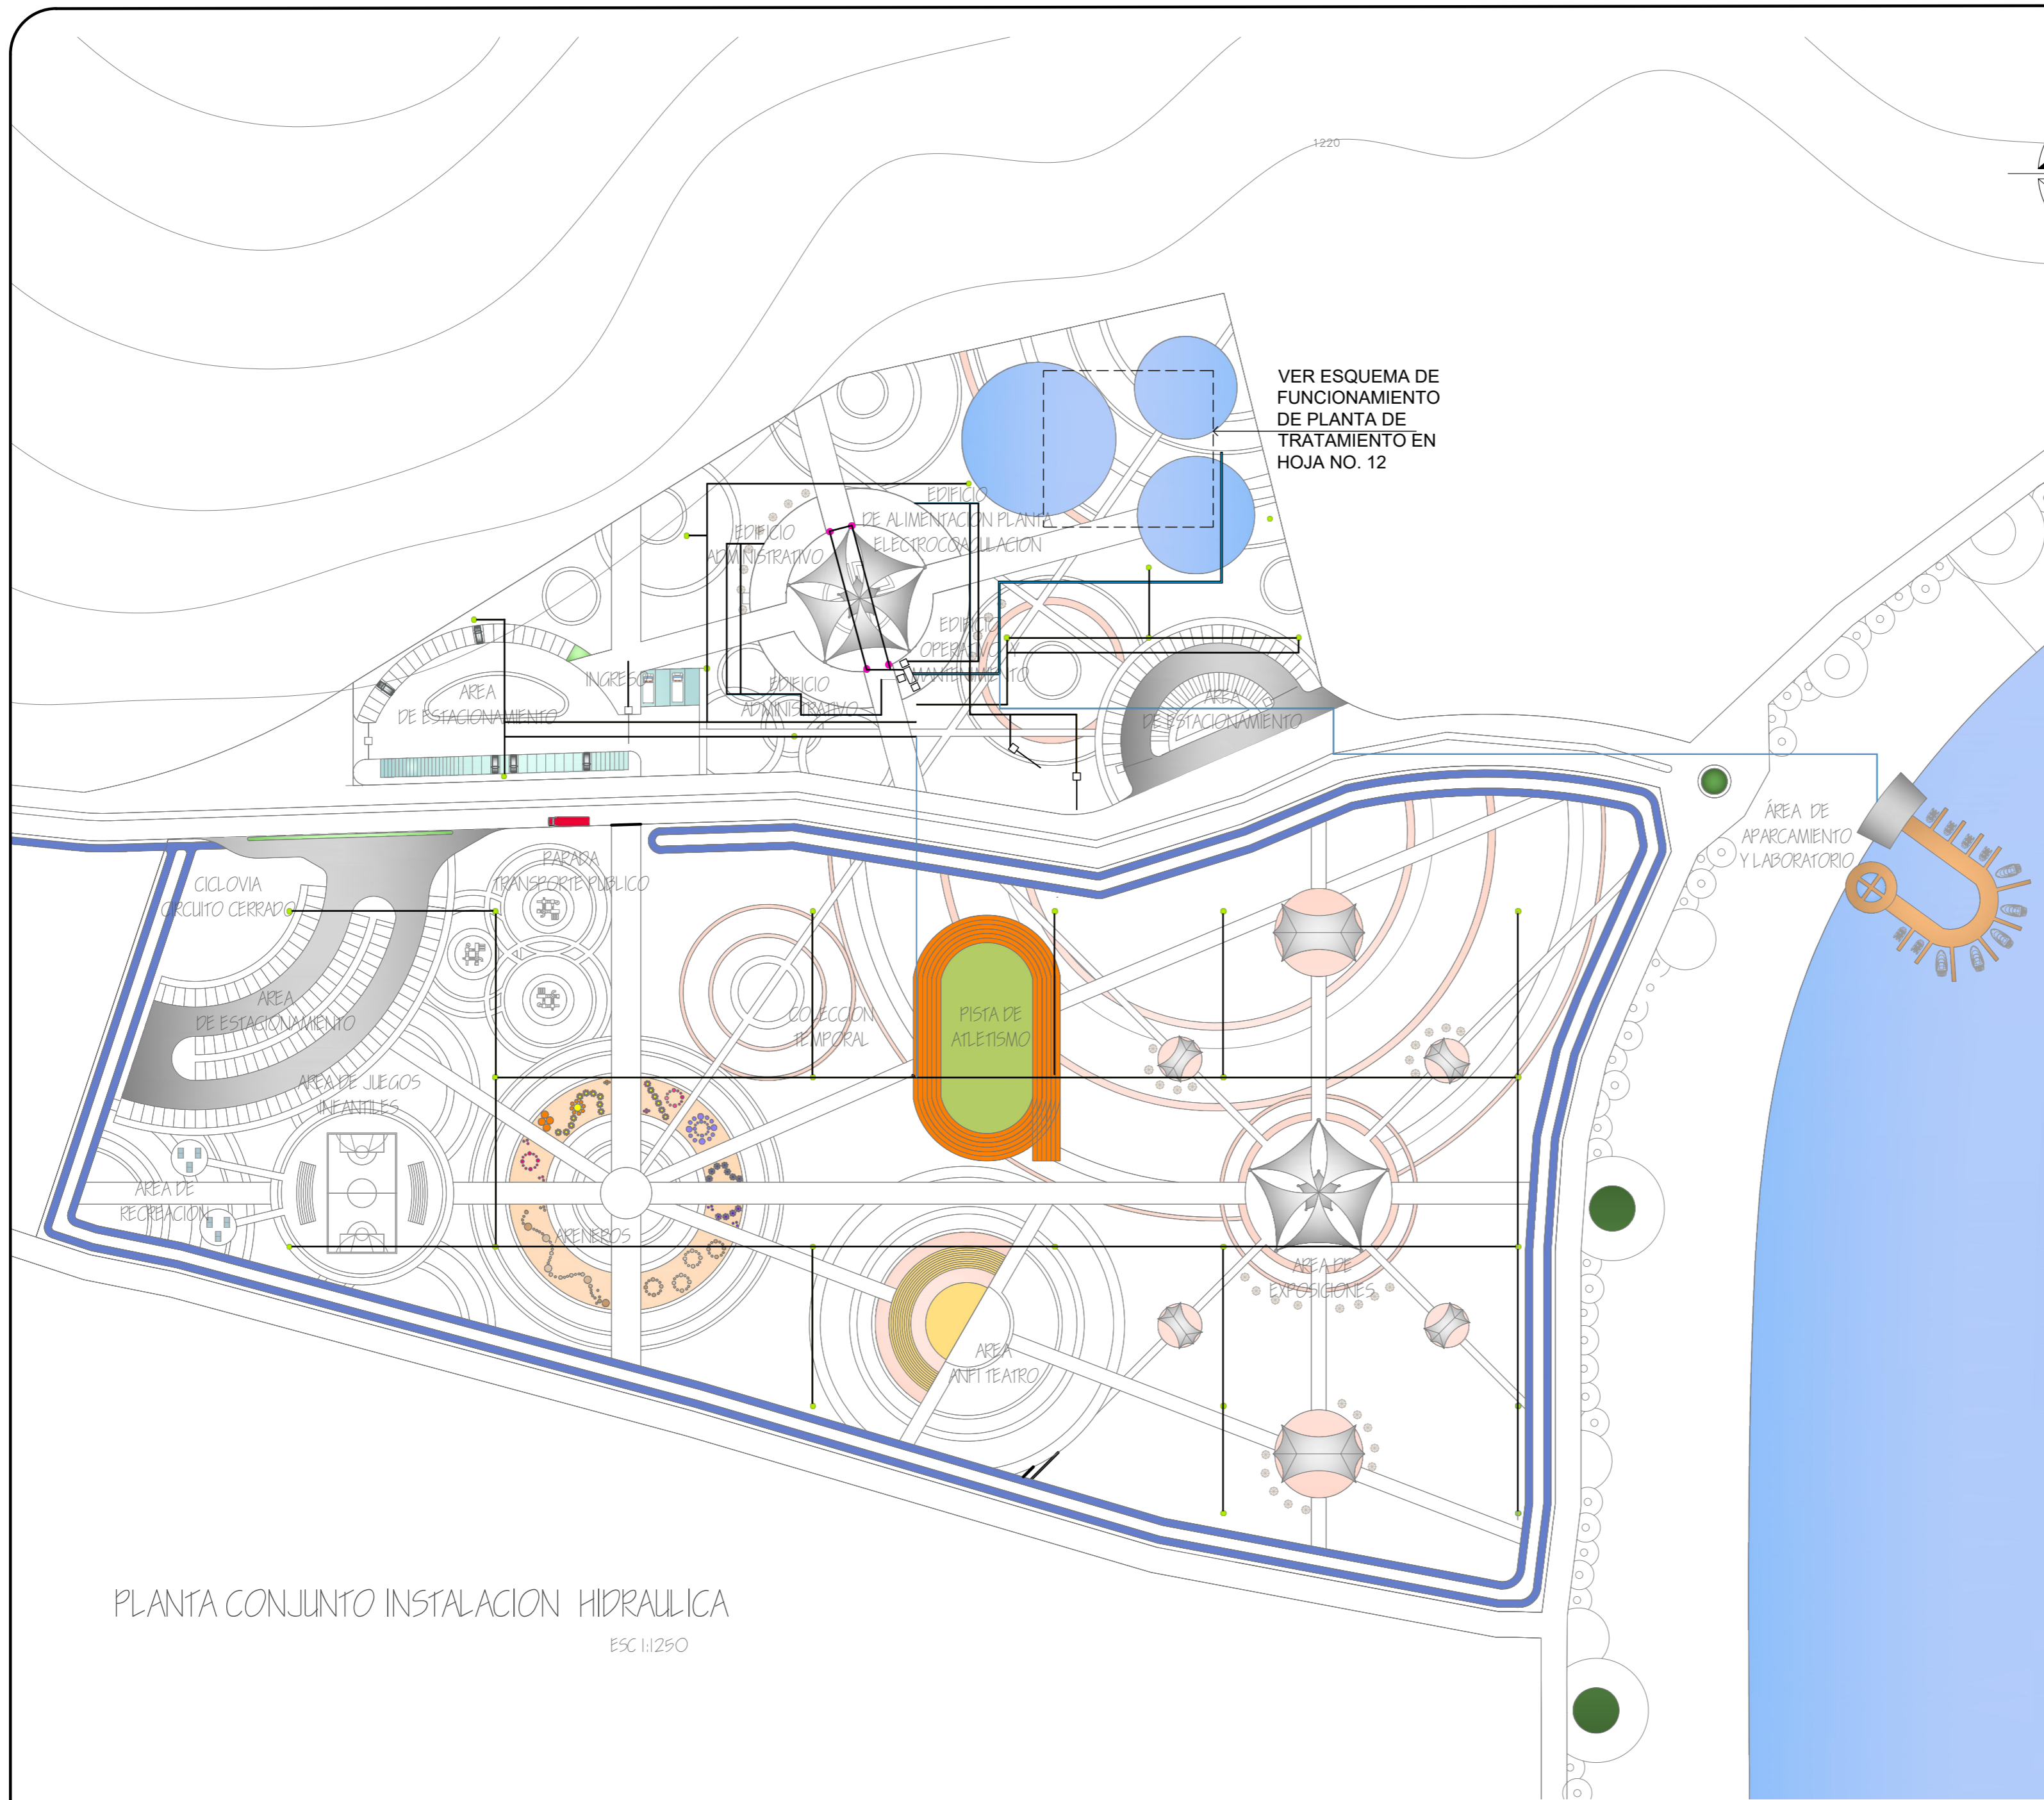 1220
VER ESQUEMA DE
FUNCIONAMIENTO
DE PLANTA DE
TRATAMIENTO EN
HOJA NO. 12
EDIFICIO
DE ALIMENTACION PLANTA
ELECTROCOAGULACION
EDIFICIO
ADMINISTRATIVO
EDIFICIO
OPERATIVO Y
MANTENIMIENTO
INGRESO
EDIFICIO
ADMINISTRATIVO
AREA
DE ESTACIONAMIENTO
AREA
DE ESTACIONAMIENTO
ÁREA DE
APARCAMIENTO
Y LABORATORIO
PARADA
TRANSPORTE PUBLICO
CICLOVIA
CIRCUITO CERRADO
AREA
DE ESTACIONAMIENTO
COLECCION
TEMPORAL
PISTA DE
ATLETISMO
AREA DE JUEGOS
INFANTILES
AREA DE
RECREACION
ARENEROS
AREA DE
EXPOSICIONES
AREA
ANFI TEATRO
PLANTA CONJUNTO INSTALACION HIDRAULICA
ESC 1:1250